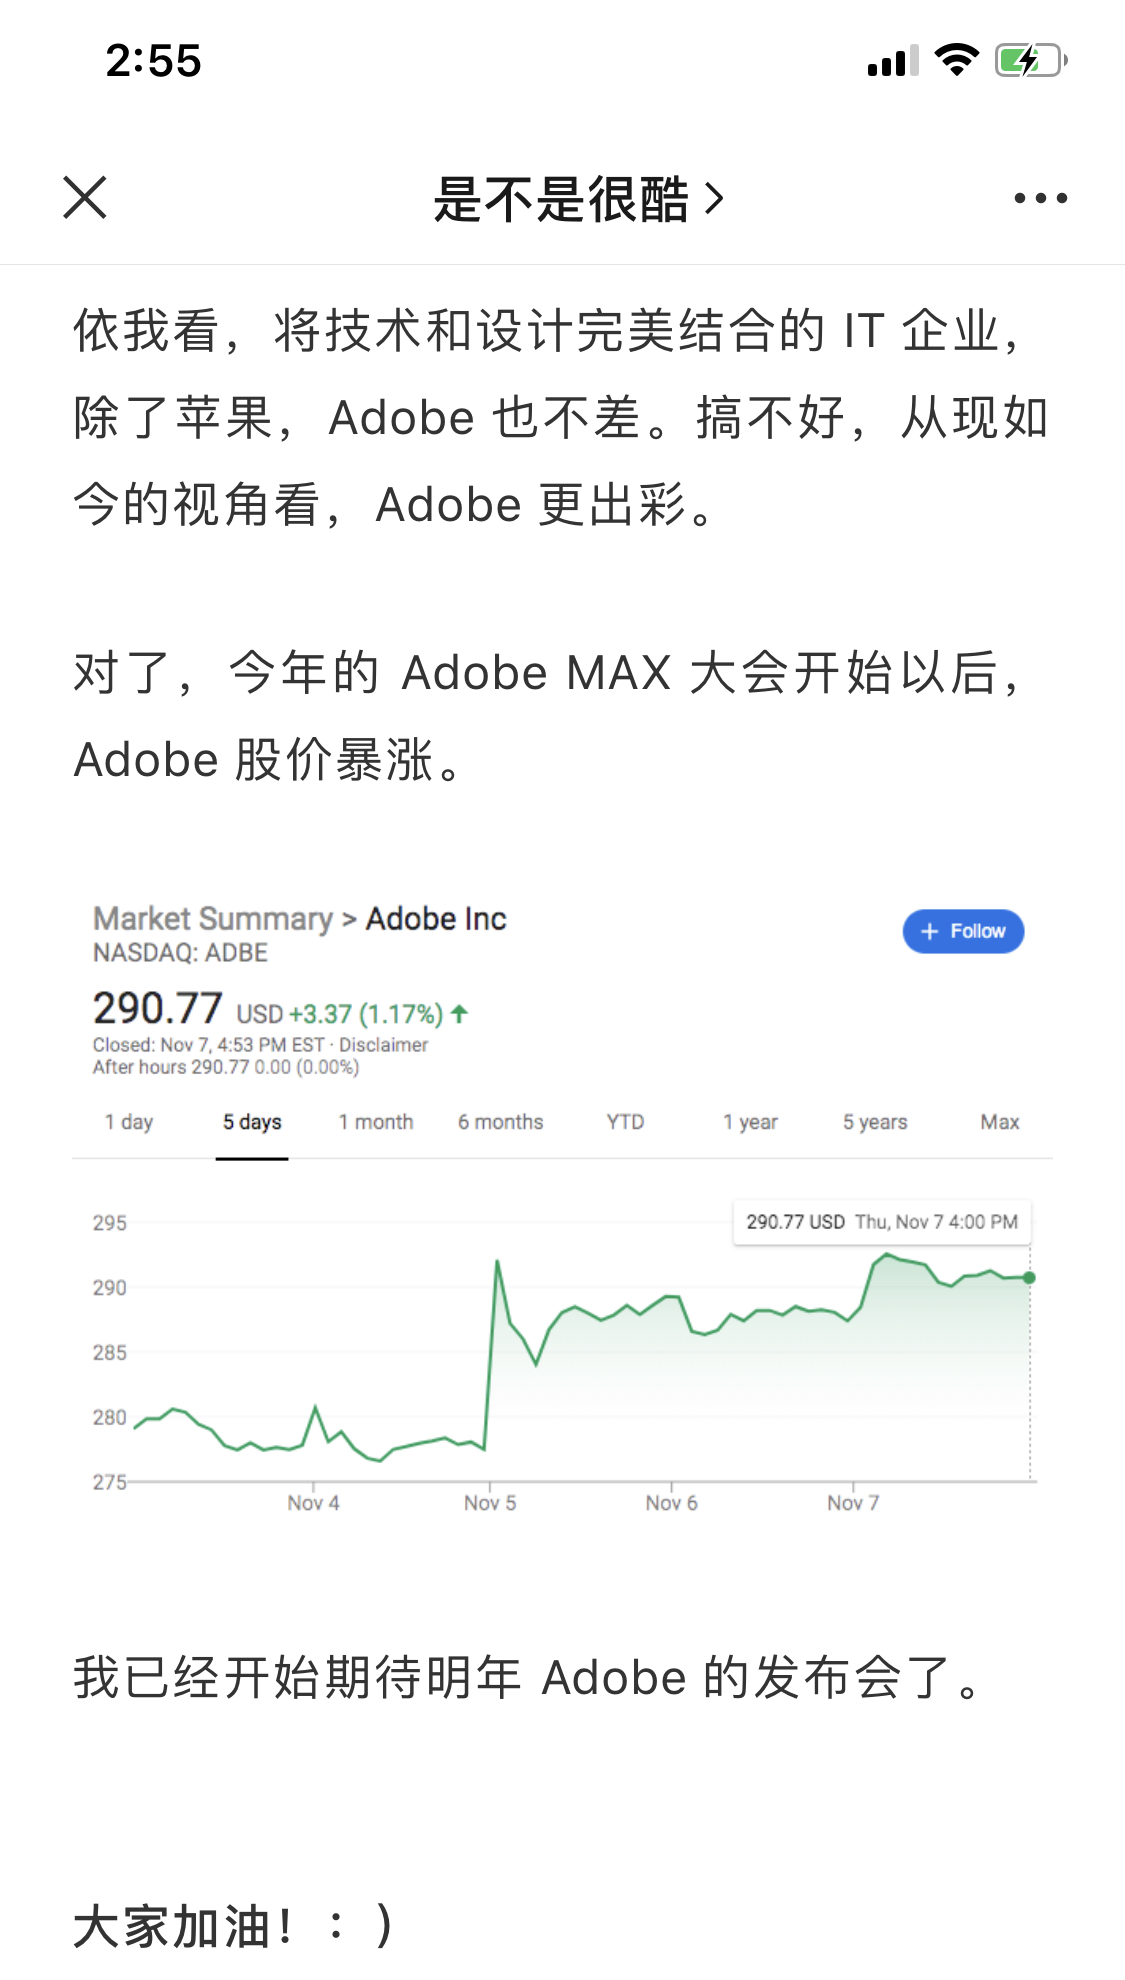 2:55
是不是很酷
依我看，将技术和设计完美结合的 IT 企业，
除了苹果，Adobe 也不差。搞不好，从现如
今的视角看，Adobe 更出彩。
对了，今年的 Adobe MAX 大会开始以后，
Adobe 股价暴涨。
Market Summary > Adobe Inc
NASDAQ: ADBE
+ Follow
290.77 USD +3.37 (1.17%) ↑
Closed: Nov 7, 4:53 PM EST · Disclaimer
After hours 290.77 0.00 (0.00%)
1 day 5 days 1 month 6 months YTD 1 year 5 years Max
290.77 USD Thu, Nov 7 4:00 PM
295
290
285
280
275
Nov 4 Nov 5 Nov 6 Nov 7
我已经开始期待明年 Adobe 的发布会了。
大家加油！：）